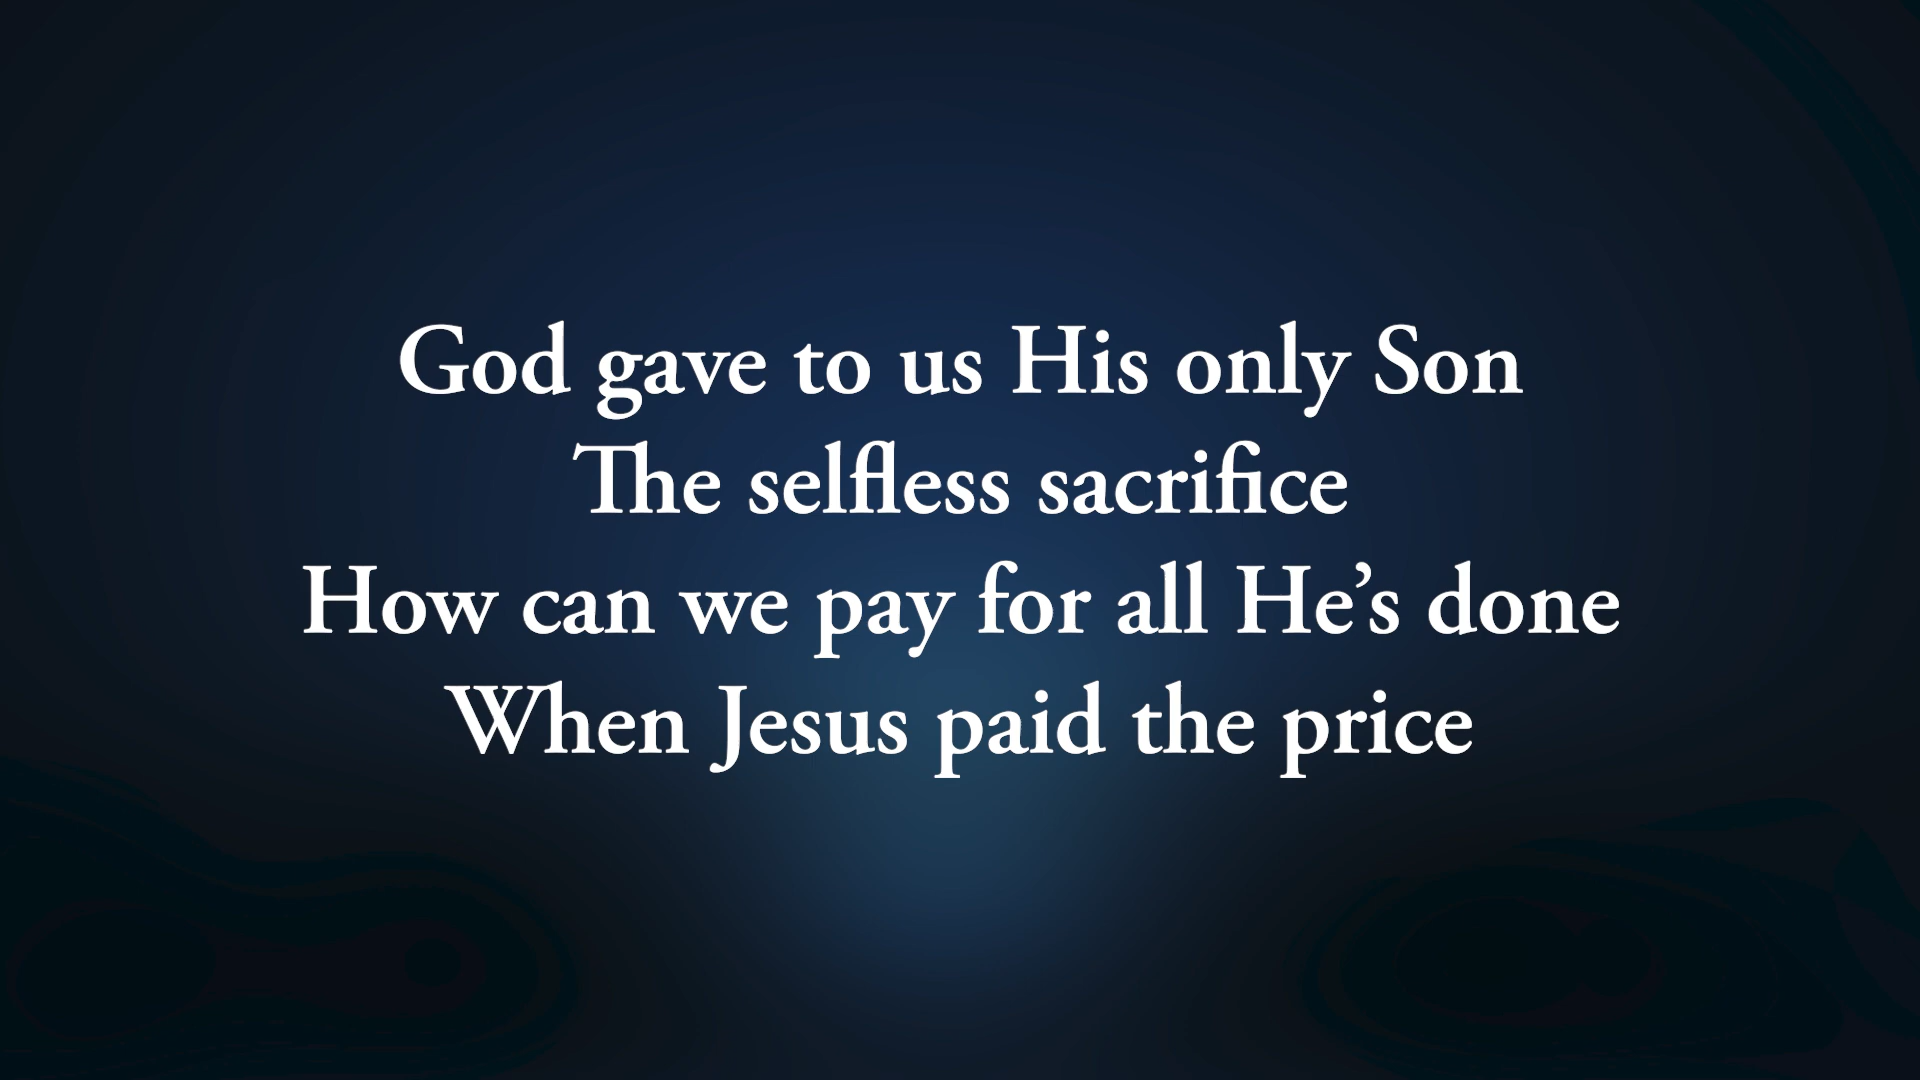 God gave to us His only Son
The selfless sacrifice
How can we pay for all He’s done
When Jesus paid the price